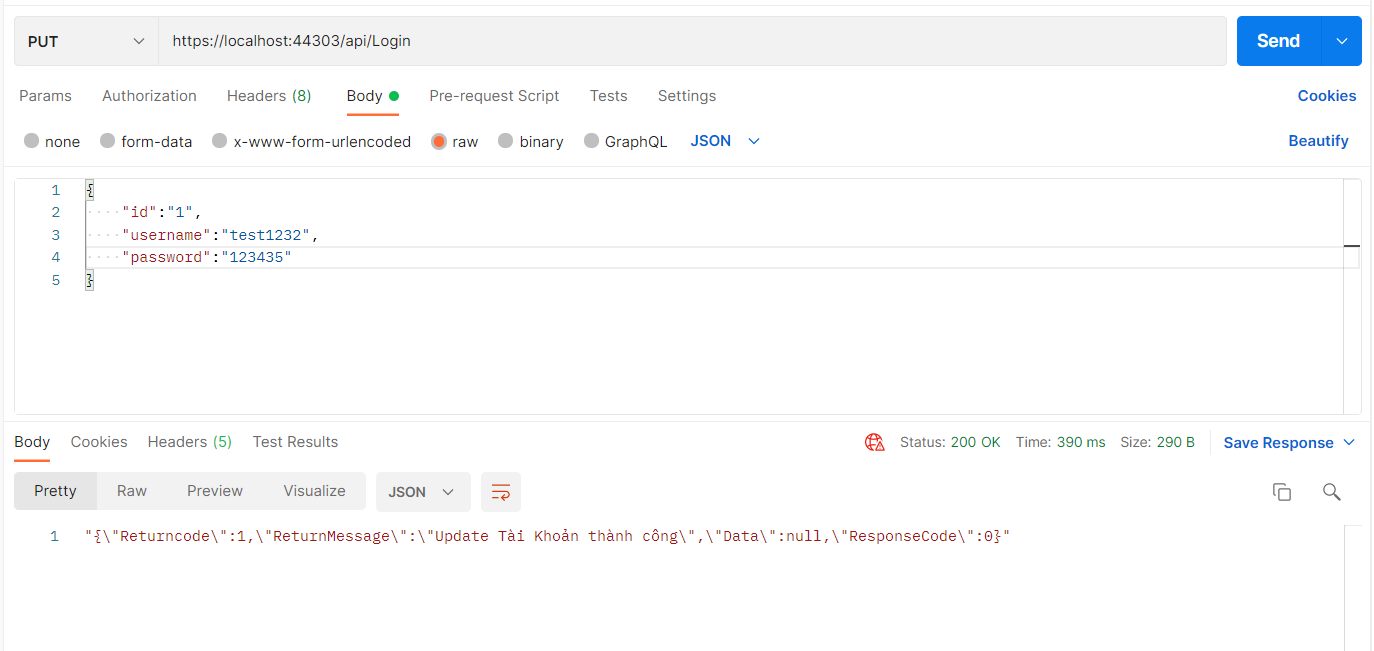 PUT https://localhost:44303/api/Login Send
Params Authorization Headers (8) Body Pre-request Script Tests Settings Cookies
none form-data x-www-form-urlencoded raw binary GraphQL JSON Beautify
1 {
2 ····"id":"1",
3 ····"username":"test1232",
4 ····"password":"123435"
5 }
Body Cookies Headers (5) Test Results Status: 200 OK Time: 390 ms Size: 290 B Save Response
Pretty Raw Preview Visualize JSON
1 "{\"Returncode\":1,\"ReturnMessage\":\"Update Tài Khoản thành công\",\"Data\":null,\"ResponseCode\":0}"